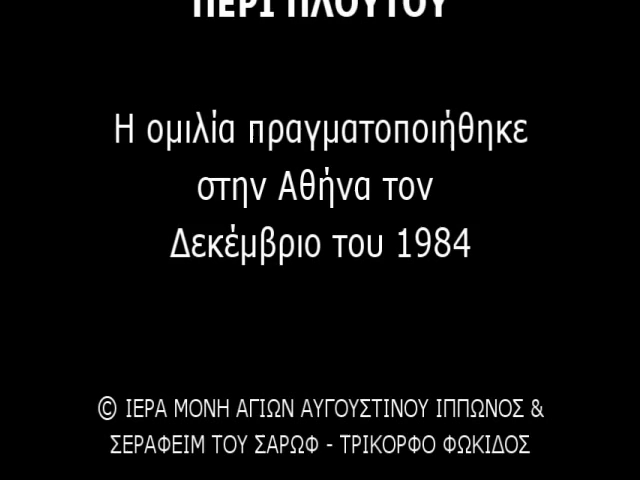 ΠΕΡΙ ΠΛΟΥΤΟΥ
Η ομιλία πραγματοποιήθηκε
στην Αθήνα τον
Δεκέμβριο του 1984
© ΙΕΡΑ ΜΟΝΗ ΑΓΙΩΝ ΑΥΓΟΥΣΤΙΝΟΥ ΙΠΠΩΝΟΣ &
ΣΕΡΑΦΕΙΜ ΤΟΥ ΣΑΡΩΦ - ΤΡΙΚΟΡΦΟ ΦΩΚΙΔΟΣ